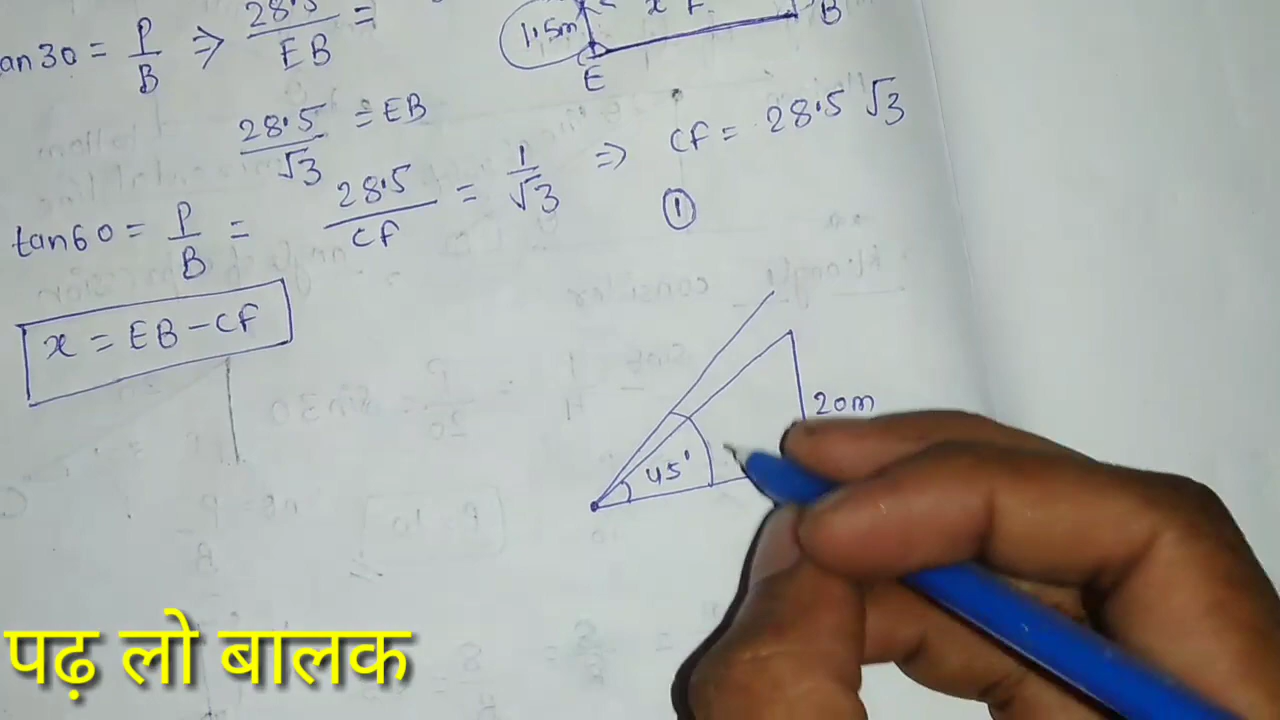 an30 = P/B ⇒ 28.5/EB =
28.5/√3 = EB
tan60 = P/B = 28.5/CF = 1/√3 ⇒ CF = 28.5 √3
①
x = EB - CF
1.5m
x F
B
E
20m
45°
पढ़ लो बालक